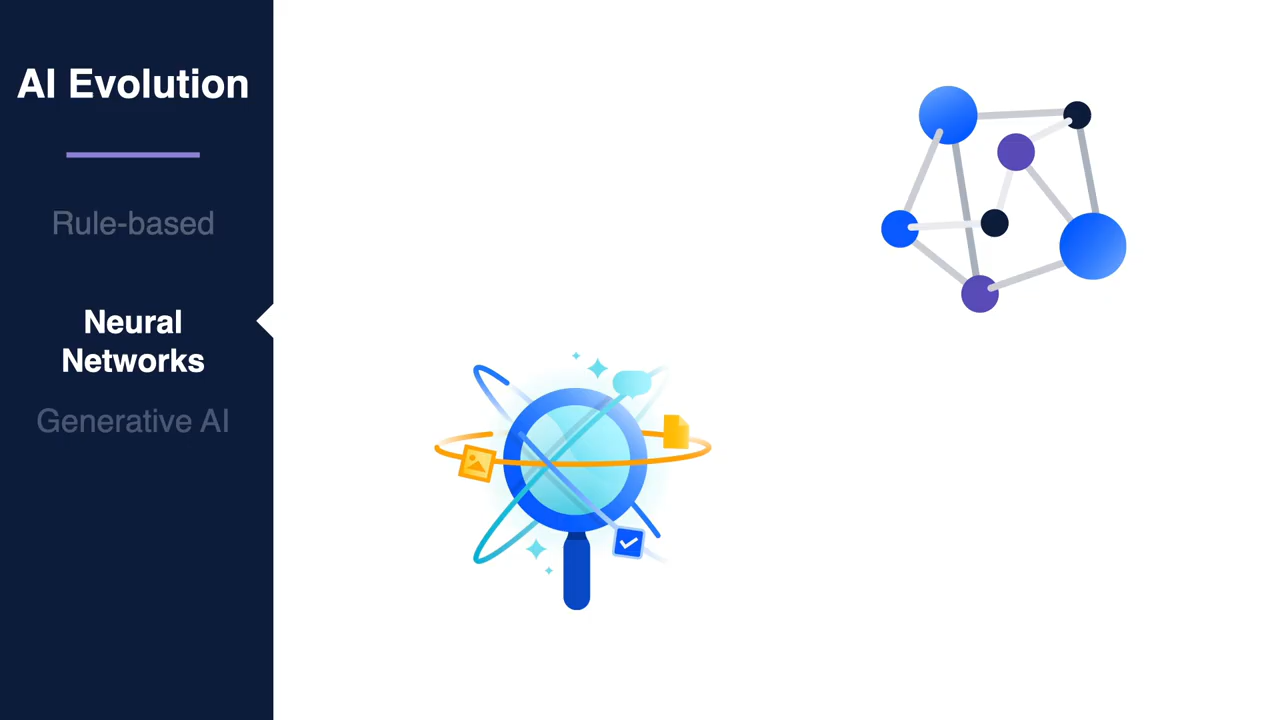 AI Evolution
Rule-based
Neural
Networks
Generative AI